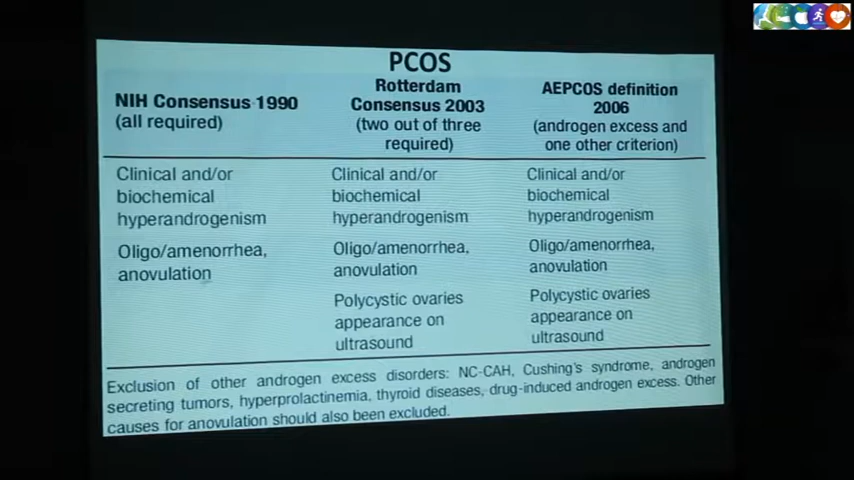 PCOS
NIH Consensus 1990
(all required)
Rotterdam
Consensus 2003
(two out of three
required)
AEPCOS definition
2006
(androgen excess and
one other criterion)
Clinical and/or
biochemical
hyperandrogenism
Clinical and/or
biochemical
hyperandrogenism
Clinical and/or
biochemical
hyperandrogenism
Oligo/amenorrhea,
anovulation
Oligo/amenorrhea,
anovulation
Oligo/amenorrhea,
anovulation
Polycystic ovaries
appearance on
ultrasound
Polycystic ovaries
appearance on
ultrasound
Exclusion of other androgen excess disorders: NC-CAH, Cushing's syndrome, androgen
secreting tumors, hyperprolactinemia, thyroid diseases, drug-induced androgen excess. Other
causes for anovulation should also been excluded.